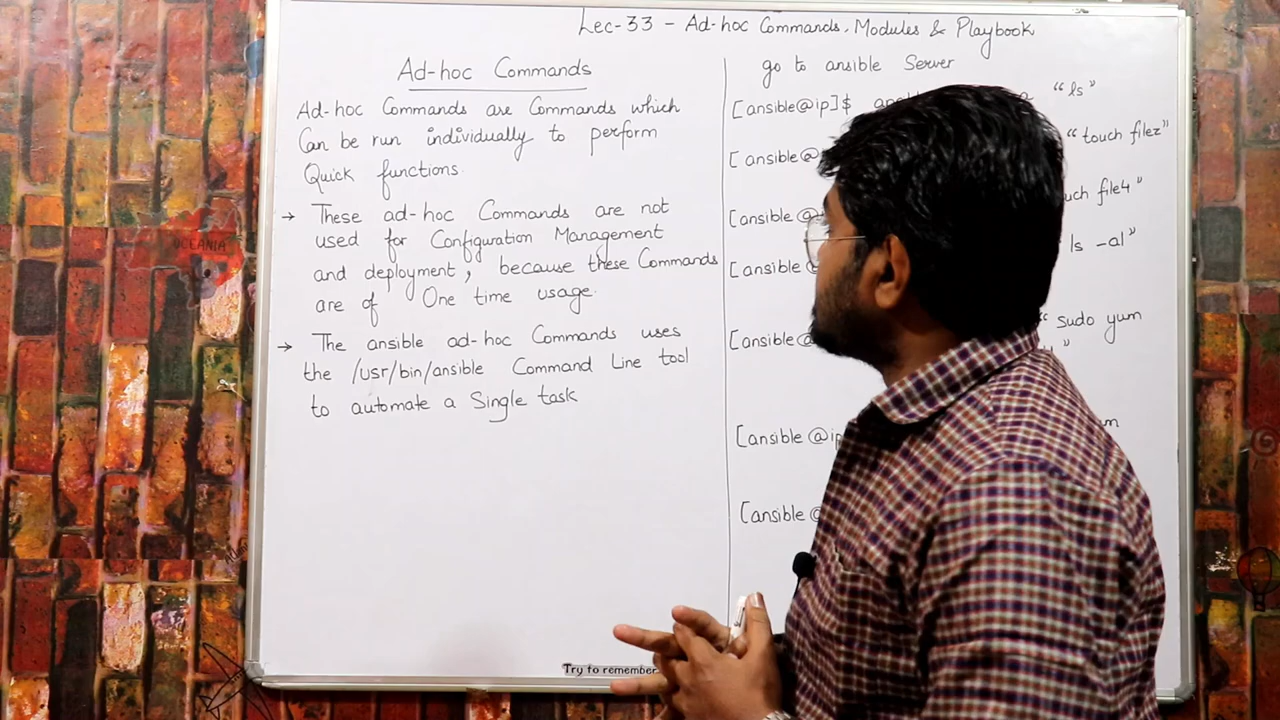 Lec-33 - Ad-hoc Commands, Modules & Playbook
Ad-hoc Commands
Ad-hoc Commands are Commands which
Can be run individually to perform
Quick functions.
→ These ad-hoc Commands are not
used for Configuration Management
and deployment, because these Commands
are of One time usage.
→ The ansible ad-hoc Commands uses
the /usr/bin/ansible Command Line tool
to automate a Single task
go to ansible Server
[ansible@ip]$ "ls"
[ansible@ "touch filez"
[ansible@ file4"
[ansible@ ls -al"
[ansible@ "sudo yum
[ansible@ip
[ansible@
Try to remember
OCEANIA